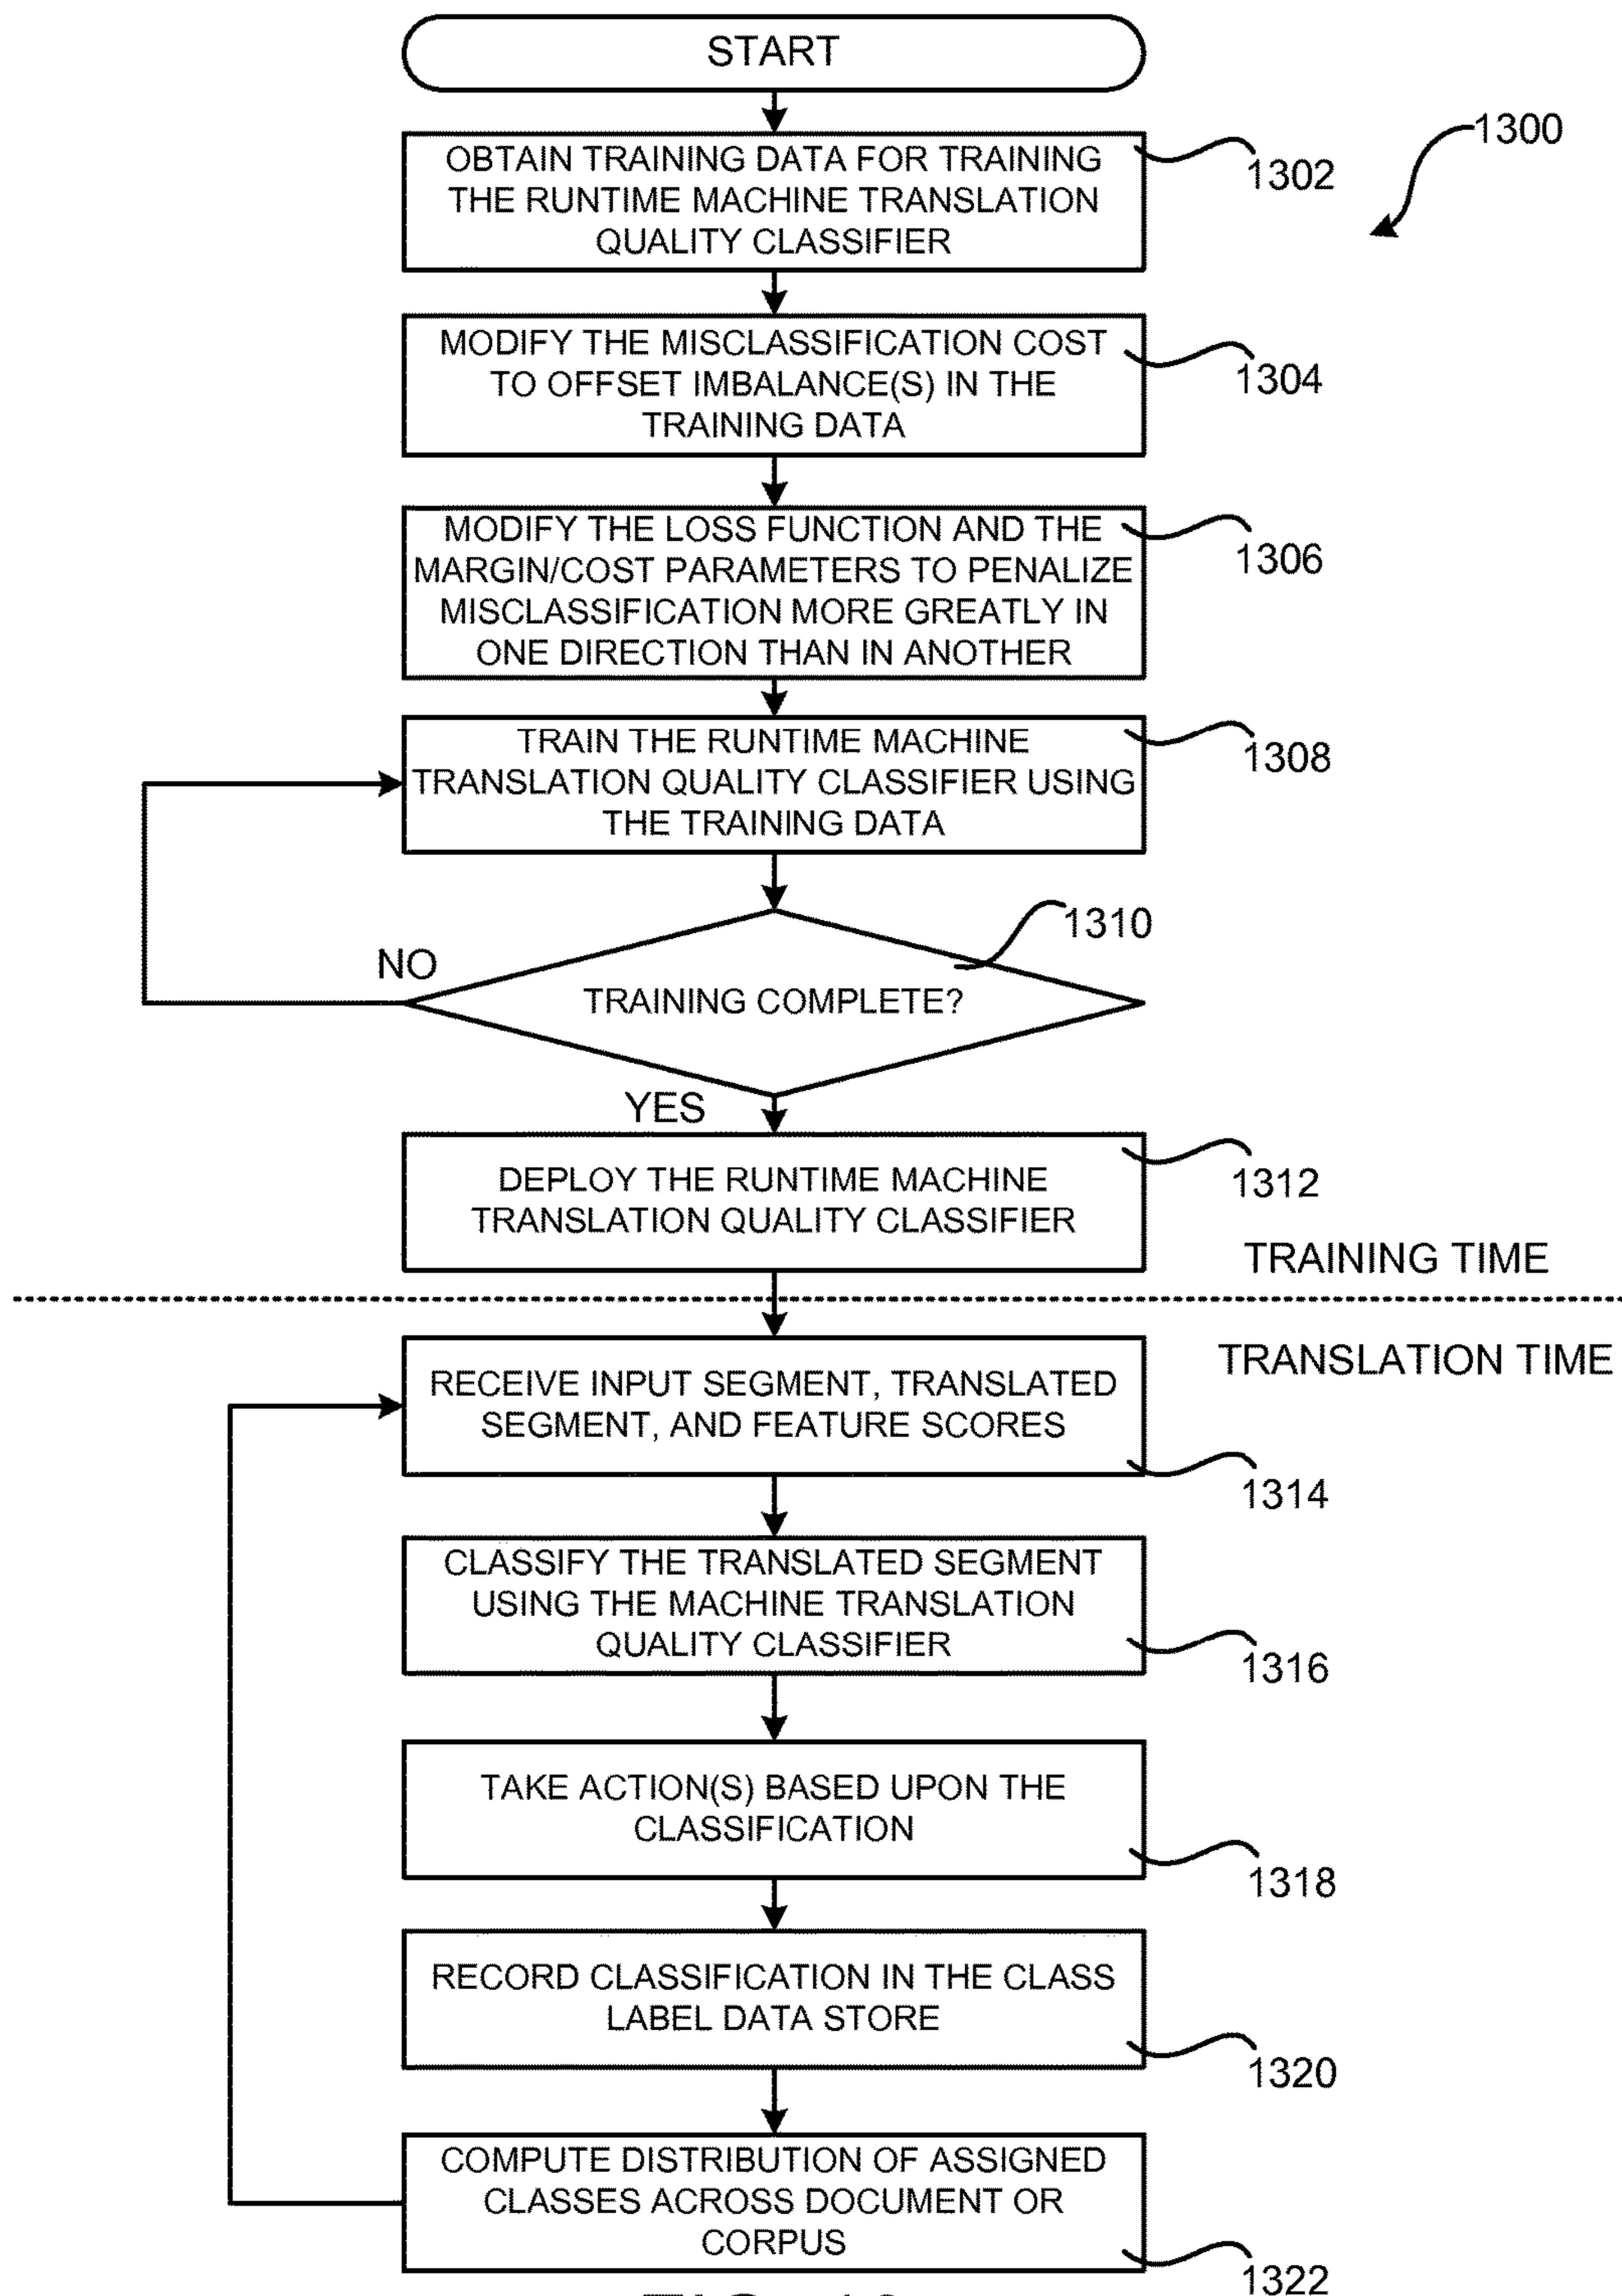 START
1300
OBTAIN TRAINING DATA FOR TRAINING
THE RUNTIME MACHINE TRANSLATION
QUALITY CLASSIFIER
1302
MODIFY THE MISCLASSIFICATION COST
TO OFFSET IMBALANCE(S) IN THE
TRAINING DATA
1304
MODIFY THE LOSS FUNCTION AND THE
MARGIN/COST PARAMETERS TO PENALIZE
MISCLASSIFICATION MORE GREATLY IN
ONE DIRECTION THAN IN ANOTHER
1306
TRAIN THE RUNTIME MACHINE
TRANSLATION QUALITY CLASSIFIER USING
THE TRAINING DATA
1308
1310
NO
TRAINING COMPLETE?
YES
DEPLOY THE RUNTIME MACHINE
TRANSLATION QUALITY CLASSIFIER
1312
TRAINING TIME
TRANSLATION TIME
RECEIVE INPUT SEGMENT, TRANSLATED
SEGMENT, AND FEATURE SCORES
1314
CLASSIFY THE TRANSLATED SEGMENT
USING THE MACHINE TRANSLATION
QUALITY CLASSIFIER
1316
TAKE ACTION(S) BASED UPON THE
CLASSIFICATION
1318
RECORD CLASSIFICATION IN THE CLASS
LABEL DATA STORE
1320
COMPUTE DISTRIBUTION OF ASSIGNED
CLASSES ACROSS DOCUMENT OR
CORPUS
1322